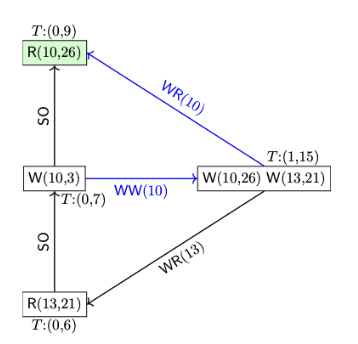 T:(0,9)
R(10,26)
WR(10)
SO
T:(1,15)
W(10,3)
W(10,26) W(13,21)
T:(0,7)
WW(10)
SO
WR(13)
R(13,21)
T:(0,6)